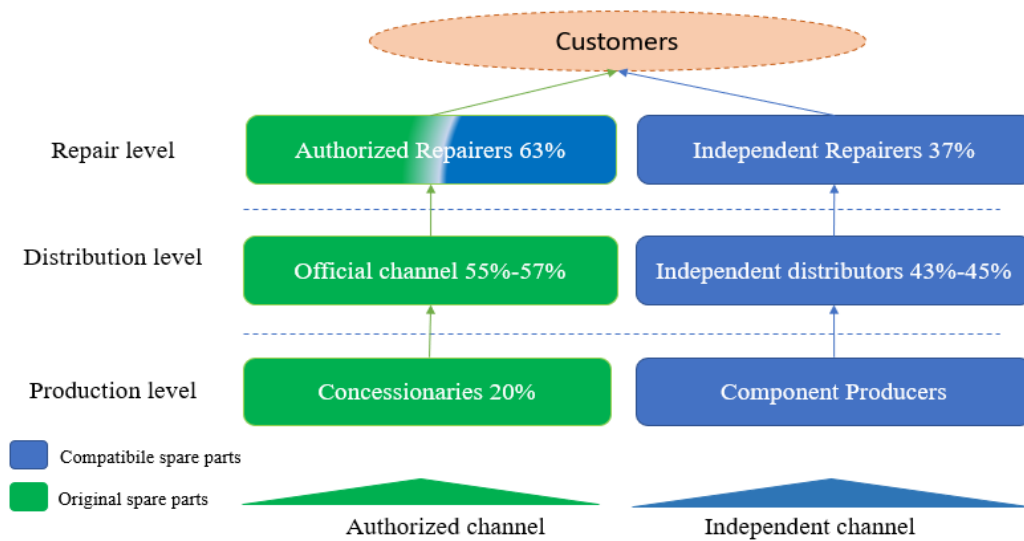 Customers
Repair level
Authorized Repairers 63%
Independent Repairers 37%
Distribution level
Official channel 55%-57%
Independent distributors 43%-45%
Production level
Concessionaries 20%
Component Producers
Compatibile spare parts
Original spare parts
Authorized channel
Independent channel